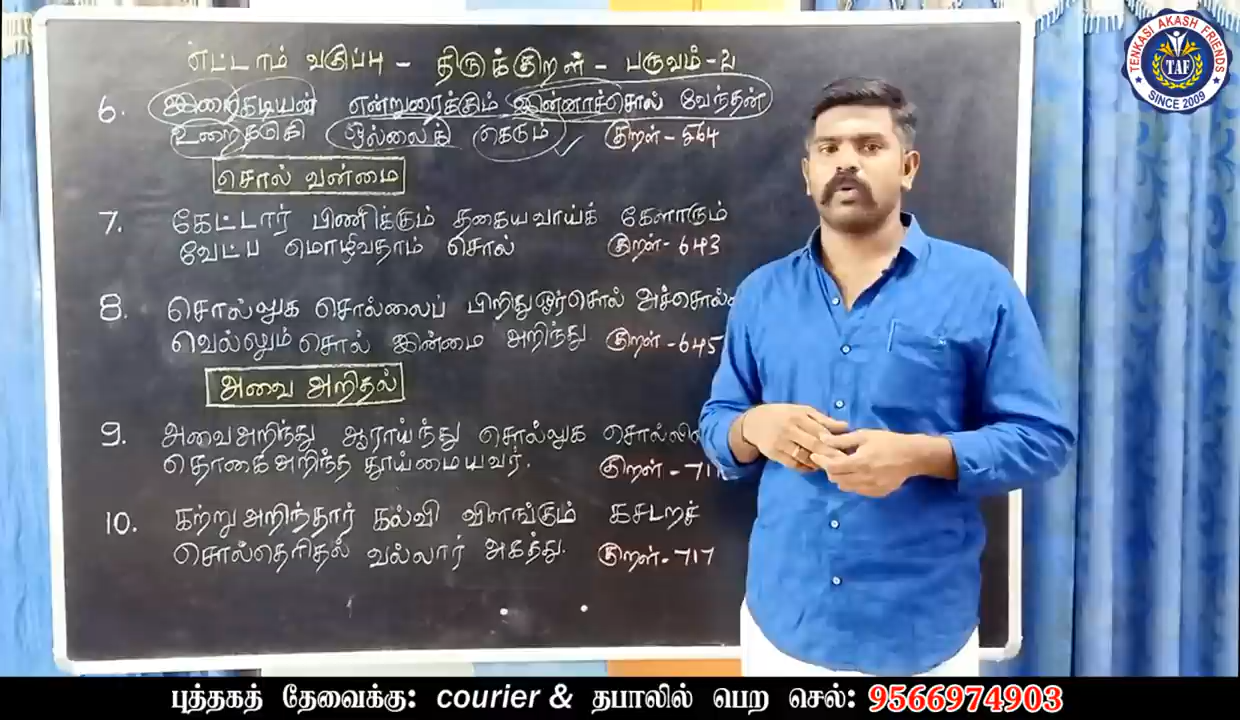 எட்டாம் வகுப்பு - திருக்குறள் - பருவம்-2
6. இறைகடியன் என்றுரைக்கும் இன்னாச்சொல் வேந்தன்
உறைகடுகி ஒல்லைக் கெடும் குறள் - 564
சொல் வன்மை
7. கேட்டார் பிணிக்கும் தகையவாய்க் கேளாரும்
வேட்ப மொழிவதாம் சொல் குறள் - 643
8. சொல்லுக சொல்லைப் பிறிதுஓர்சொல் அச்சொல்
வெல்லும் சொல் இன்மை அறிந்து குறள் - 645
அவை அறிதல்
9. அவைஅறிந்து ஆராய்ந்து சொல்லுக சொல்லின்
தொகைஅறிந்த தூய்மையவர். குறள் - 711
10. கற்றுஅறிந்தார் கல்வி விளங்கும் கசடறச்
சொல்தெரிதல் வல்லார் அகத்து. குறள் - 717
TENKASI AKASH FRIENDS
TAF
SINCE 2009
புத்தகத் தேவைக்கு: courier & தபாலில் பெற செல்: 9566974903